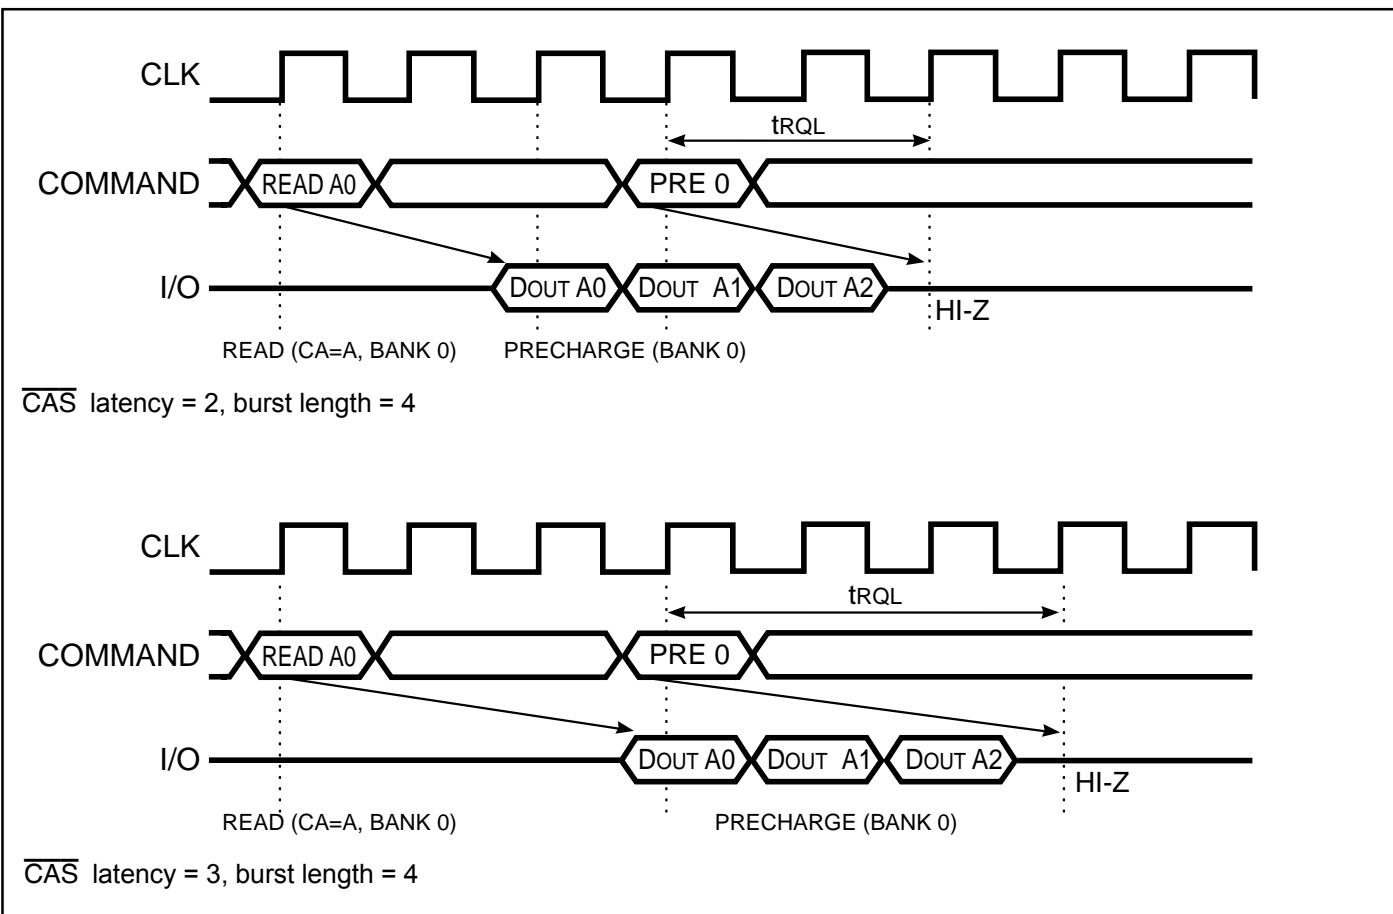 CLK
tRQL
COMMAND READ A0 PRE 0
I/O DOUT A0 DOUT A1 DOUT A2
HI-Z
READ (CA=A, BANK 0) PRECHARGE (BANK 0)
CAS latency = 2, burst length = 4
CLK
tRQL
COMMAND READ A0 PRE 0
I/O DOUT A0 DOUT A1 DOUT A2
HI-Z
READ (CA=A, BANK 0) PRECHARGE (BANK 0)
CAS latency = 3, burst length = 4